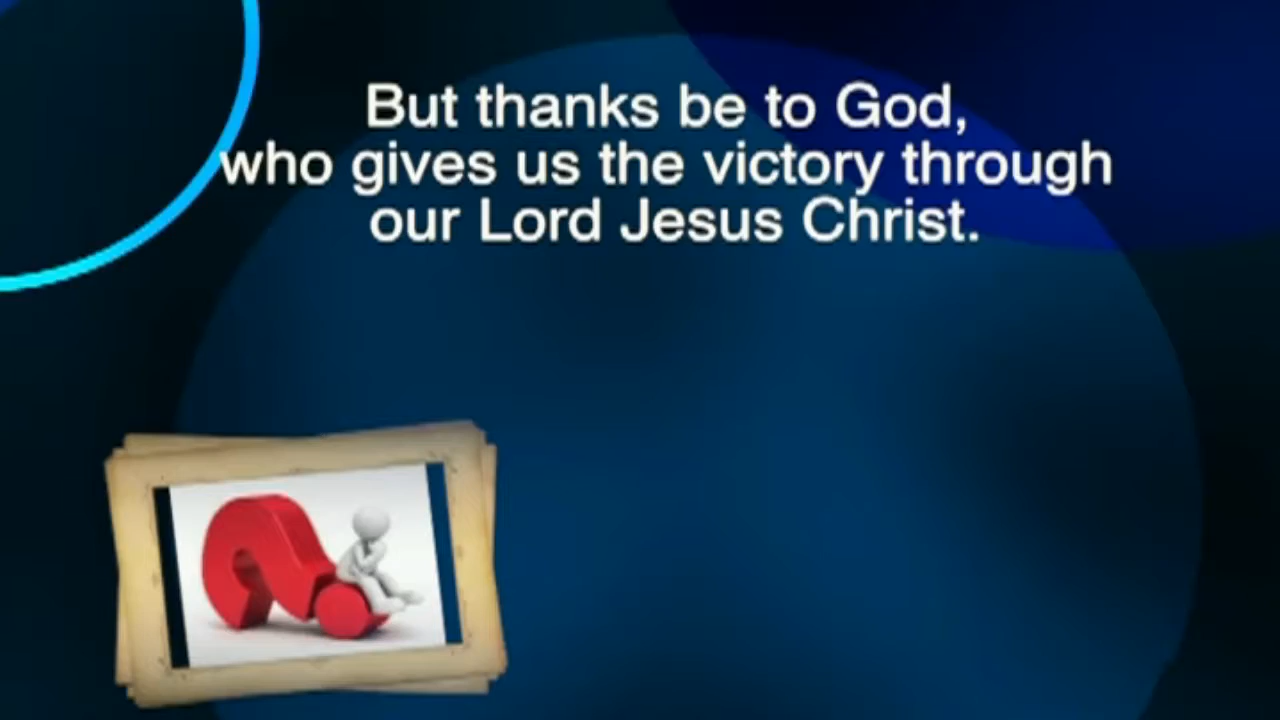 But thanks be to God,
who gives us the victory through
our Lord Jesus Christ.